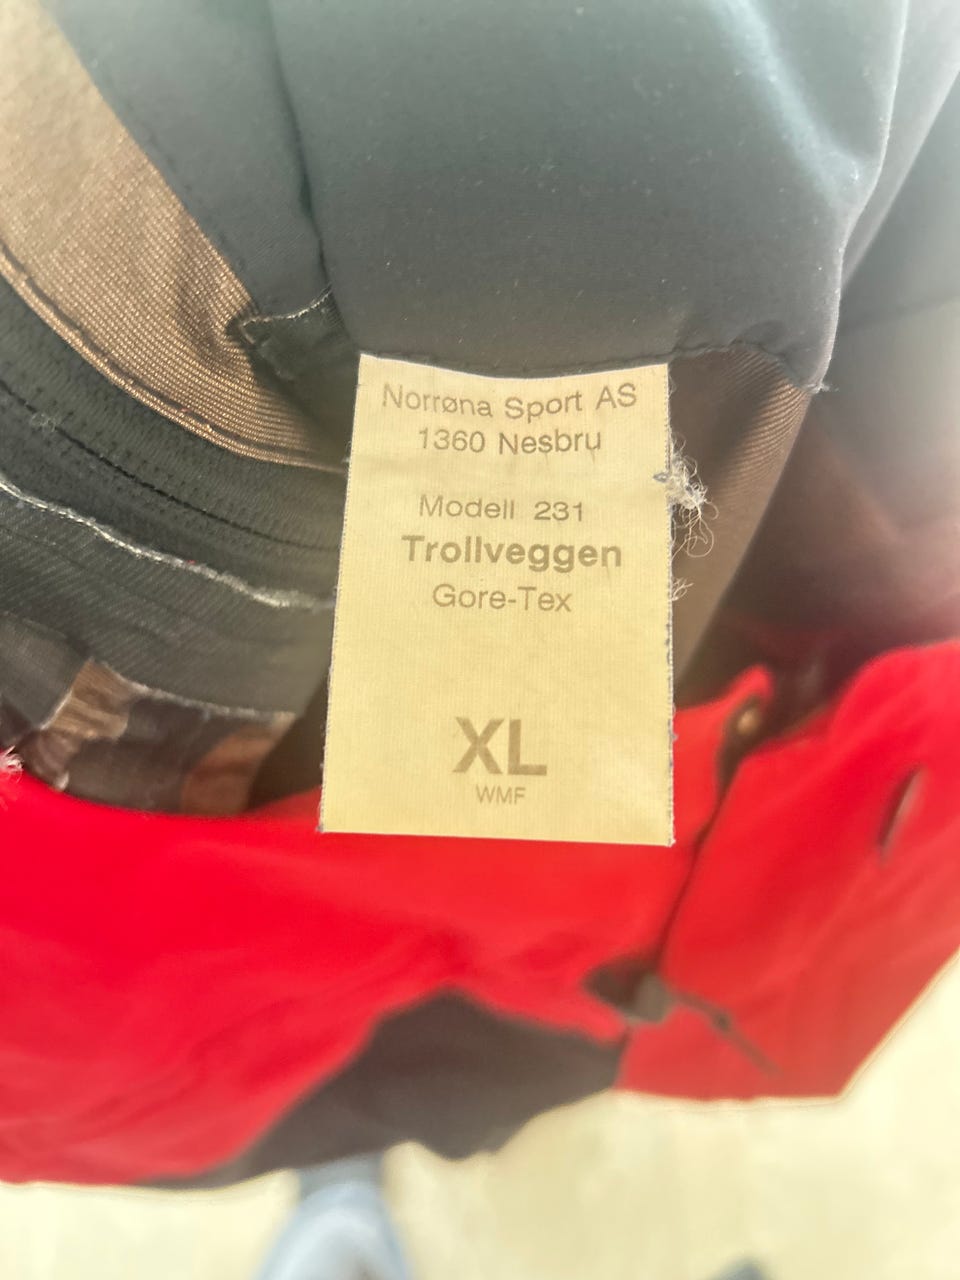 Norrøna Sport AS
1360 Nesbru
Modell 231
Trollveggen
Gore-Tex
XL
WMF